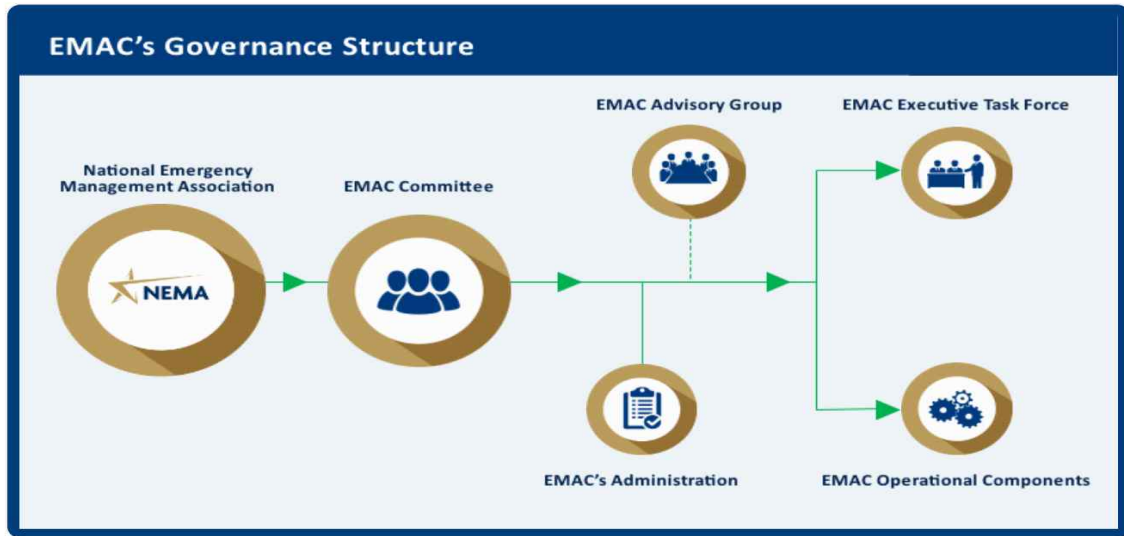 EMAC's Governance Structure
EMAC Advisory Group
EMAC Executive Task Force
National Emergency
Management Association
EMAC Committee
NEMA
EMAC's Administration
EMAC Operational Components